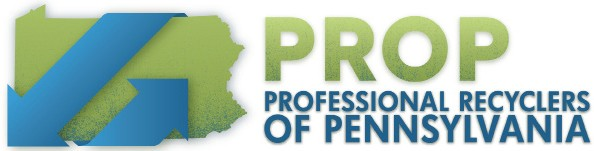 PROP
PROFESSIONAL RECYCLERS
OF PENNSYLVANIA